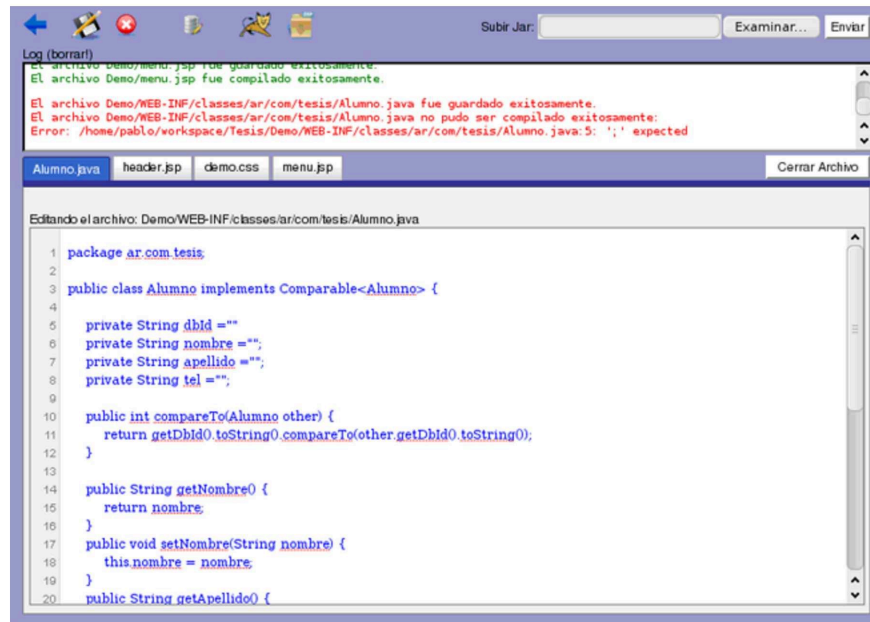 Subir Jar:
Examinar...
Enviar
Log (borrar!)
El archivo Demo/menu.jsp fue guardado exitosamente.
El archivo Demo/menu.jsp fue compilado exitosamente.
El archivo Demo/WEB-INF/classes/ar/com/tesis/Alumno.java fue guardado exitosamente.
El archivo Demo/WEB-INF/classes/ar/com/tesis/Alumno.java no pudo ser compilado exitosamente:
Error: /home/pablo/workspace/Tesis/Demo/WEB-INF/classes/ar/com/tesis/Alumno.java:5: ';' expected
Alumno.java header.jsp demo.css menu.jsp Cerrar Archivo
Editando el archivo: Demo/WEB-INF/classes/ar/com/tesis/Alumno.java
1 package ar.com.tesis;
2
3 public class Alumno implements Comparable<Alumno> {
4
5 private String dbId =""
6 private String nombre ="";
7 private String apellido ="";
8 private String tel ="";
9
10 public int compareTo(Alumno other) {
11 return getDbId().toString().compareTo(other.getDbId().toString());
12 }
13
14 public String getNombre() {
15 return nombre;
16 }
17 public void setNombre(String nombre) {
18 this.nombre = nombre;
19 }
20 public String getApellido() {